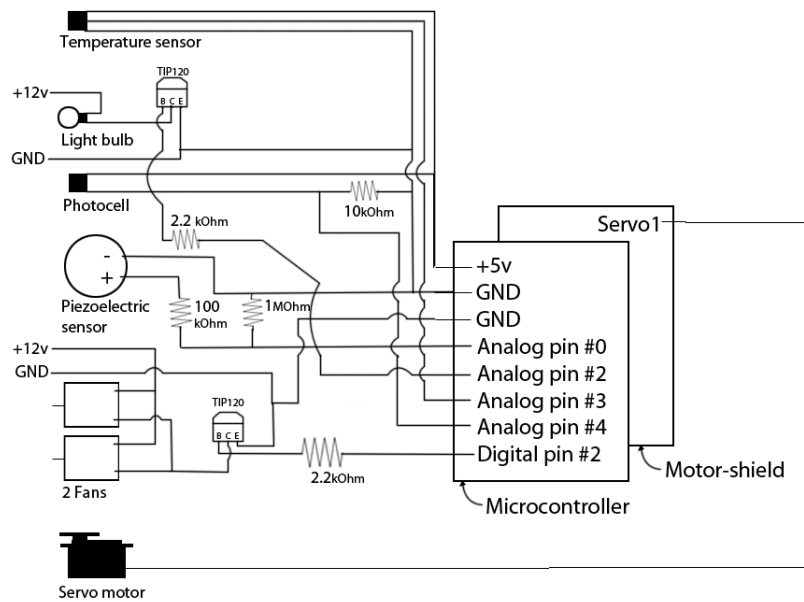 Temperature sensor
TIP120
B C E
+12v
Light bulb
GND
Photocell
10kOhm
2.2 kOhm
Servo1
-
+
Piezoelectric
sensor
100
kOhm
1MOhm
+5v
GND
GND
Analog pin #0
Analog pin #2
Analog pin #3
Analog pin #4
Digital pin #2
+12v
GND
TIP120
B C E
2.2kOhm
2 Fans
Motor-shield
Microcontroller
Servo motor